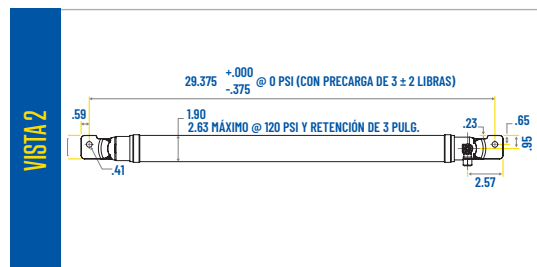 VISTA 2
29.375 +.000 -.375 @ 0 PSI (CON PRECARGA DE 3 ± 2 LIBRAS)
.59
1.90
2.63 MÁXIMO @ 120 PSI Y RETENCIÓN DE 3 PULG.
.23
.65
.95
.41
2.57